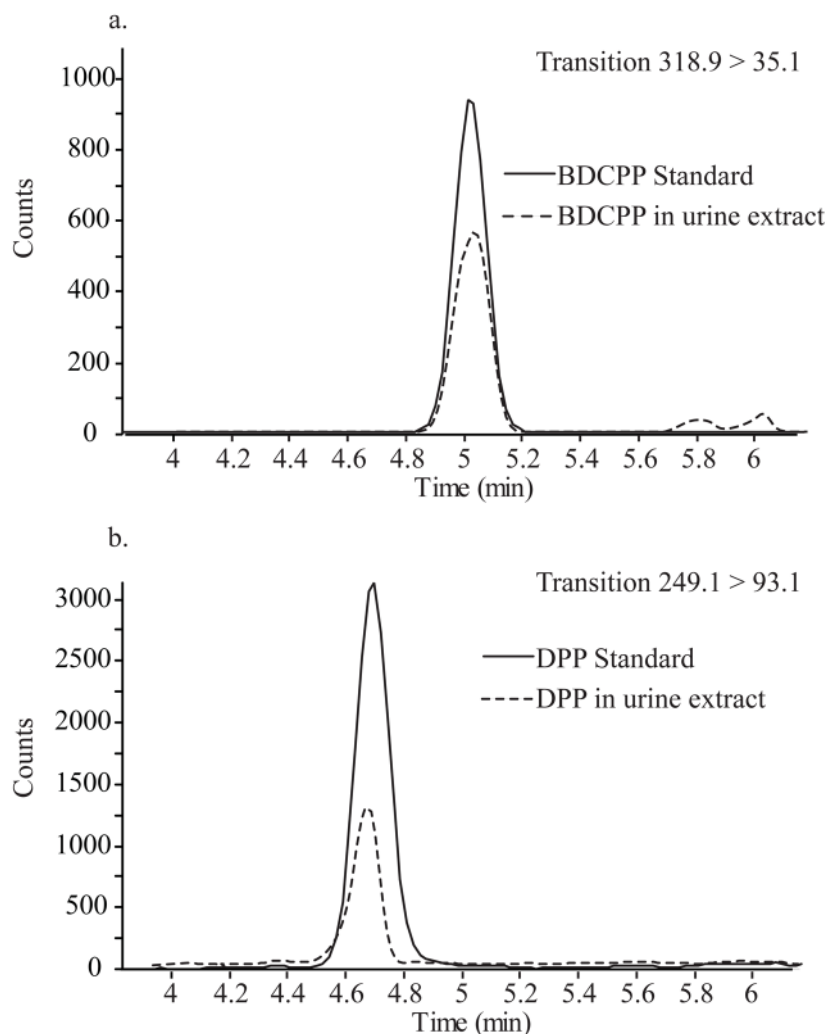 a.
Transition 318.9 > 35.1
1000
800
600
400
200
0
Counts
BDCPP Standard
BDCPP in urine extract
4 4.2 4.4 4.6 4.8 5 5.2 5.4 5.6 5.8 6
Time (min)
b.
Transition 249.1 > 93.1
3000
2500
2000
1500
1000
500
0
Counts
DPP Standard
DPP in urine extract
4 4.2 4.4 4.6 4.8 5 5.2 5.4 5.6 5.8 6
Time (min)